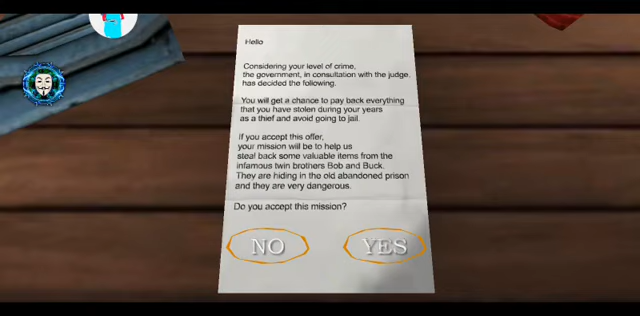 Hello
Considering your level of crime,
the government, in consultation with the judge,
has decided the following.
You will get a chance to pay back everything
that you have stolen during your years
as a thief and avoid going to jail.
If you accept this offer,
your mission will be to help us
steal back some valuable items from the
infamous twin brothers Bob and Buck.
They are hiding in the old abandoned prison
and they are very dangerous.
Do you accept this mission?
NO YES